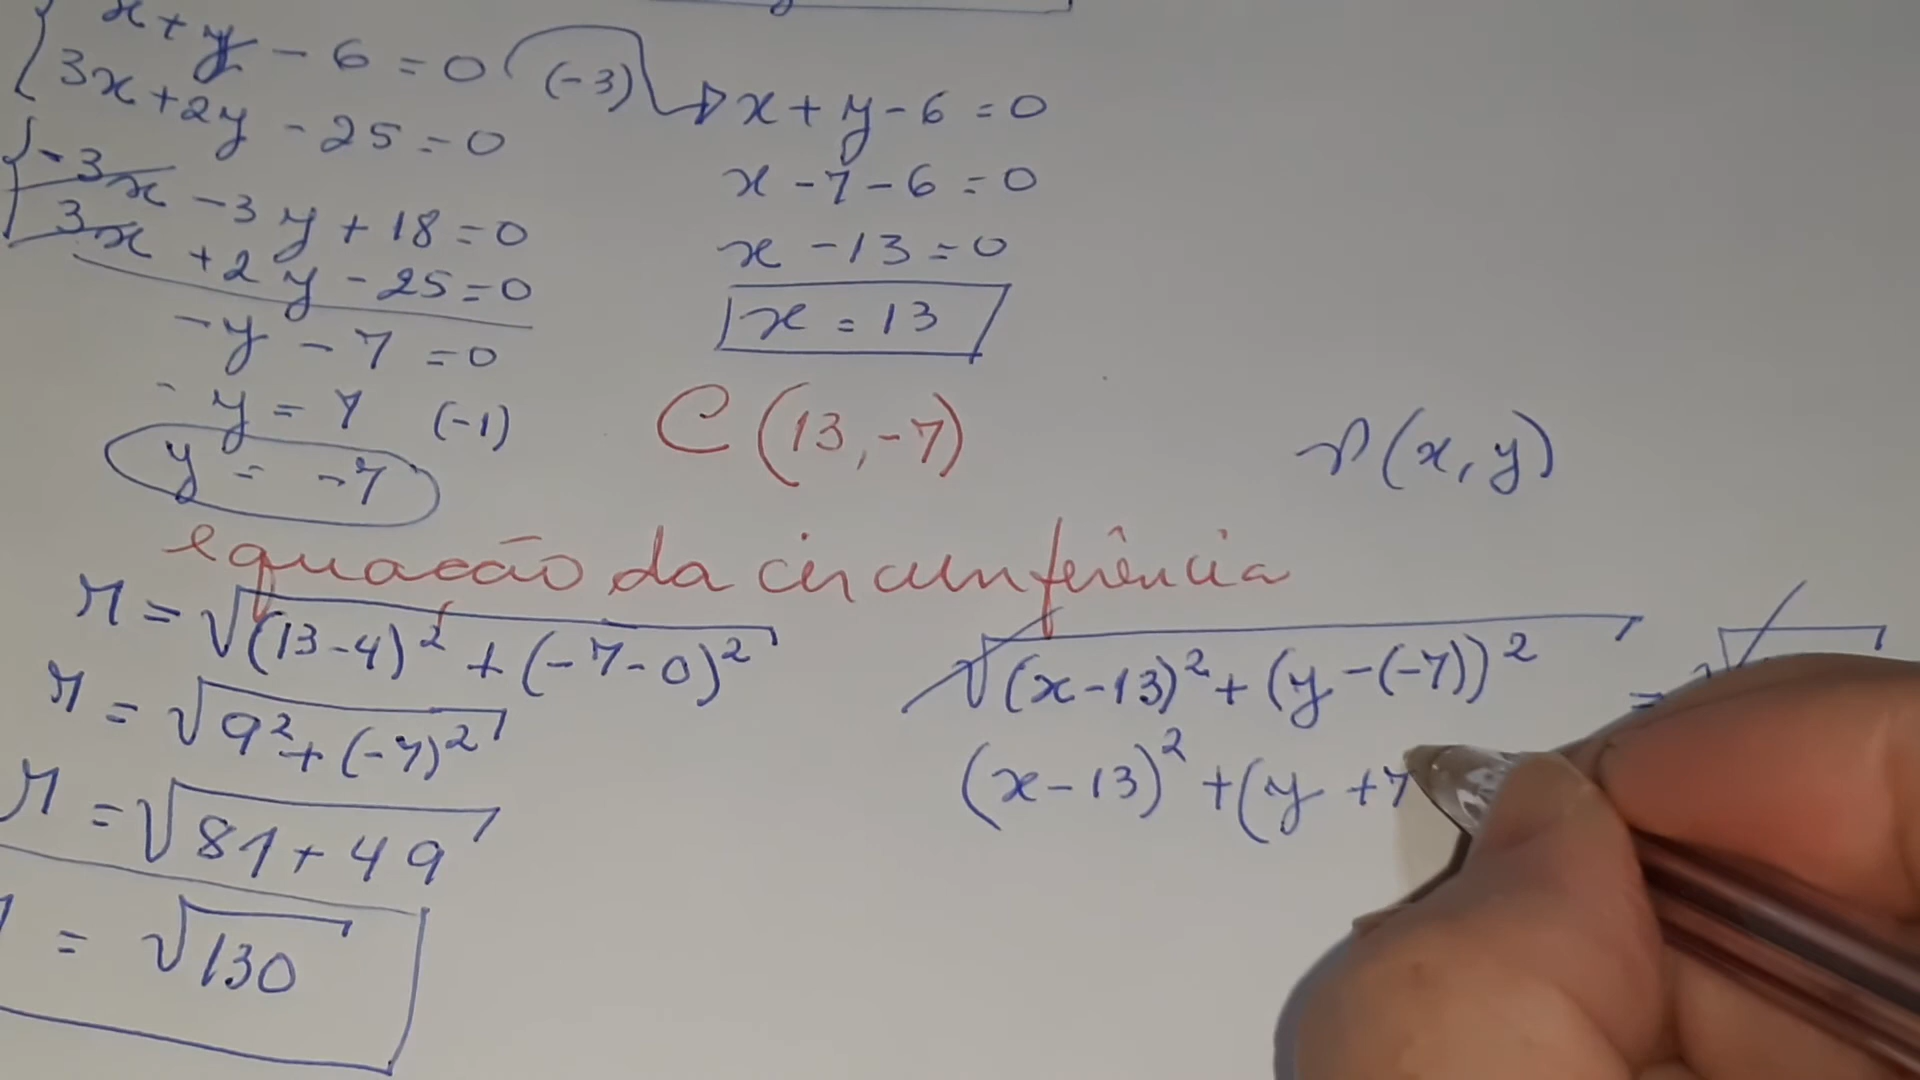 x + y - 6 = 0 (-3)
3x + 2y - 25 = 0
-3x - 3y + 18 = 0
3x + 2y - 25 = 0
-y - 7 = 0
-y = 7 (-1)
y = -7
x + y - 6 = 0
x - 7 - 6 = 0
x - 13 = 0
x = 13
C (13, -7)
P(x, y)
equação da circunferência
r = √(13-4)² + (-7-0)²
r = √9² + (-7)²
r = √81 + 49
= √130
√(x-13)² + (y-(-7))² = √
(x-13)² + (y + 7